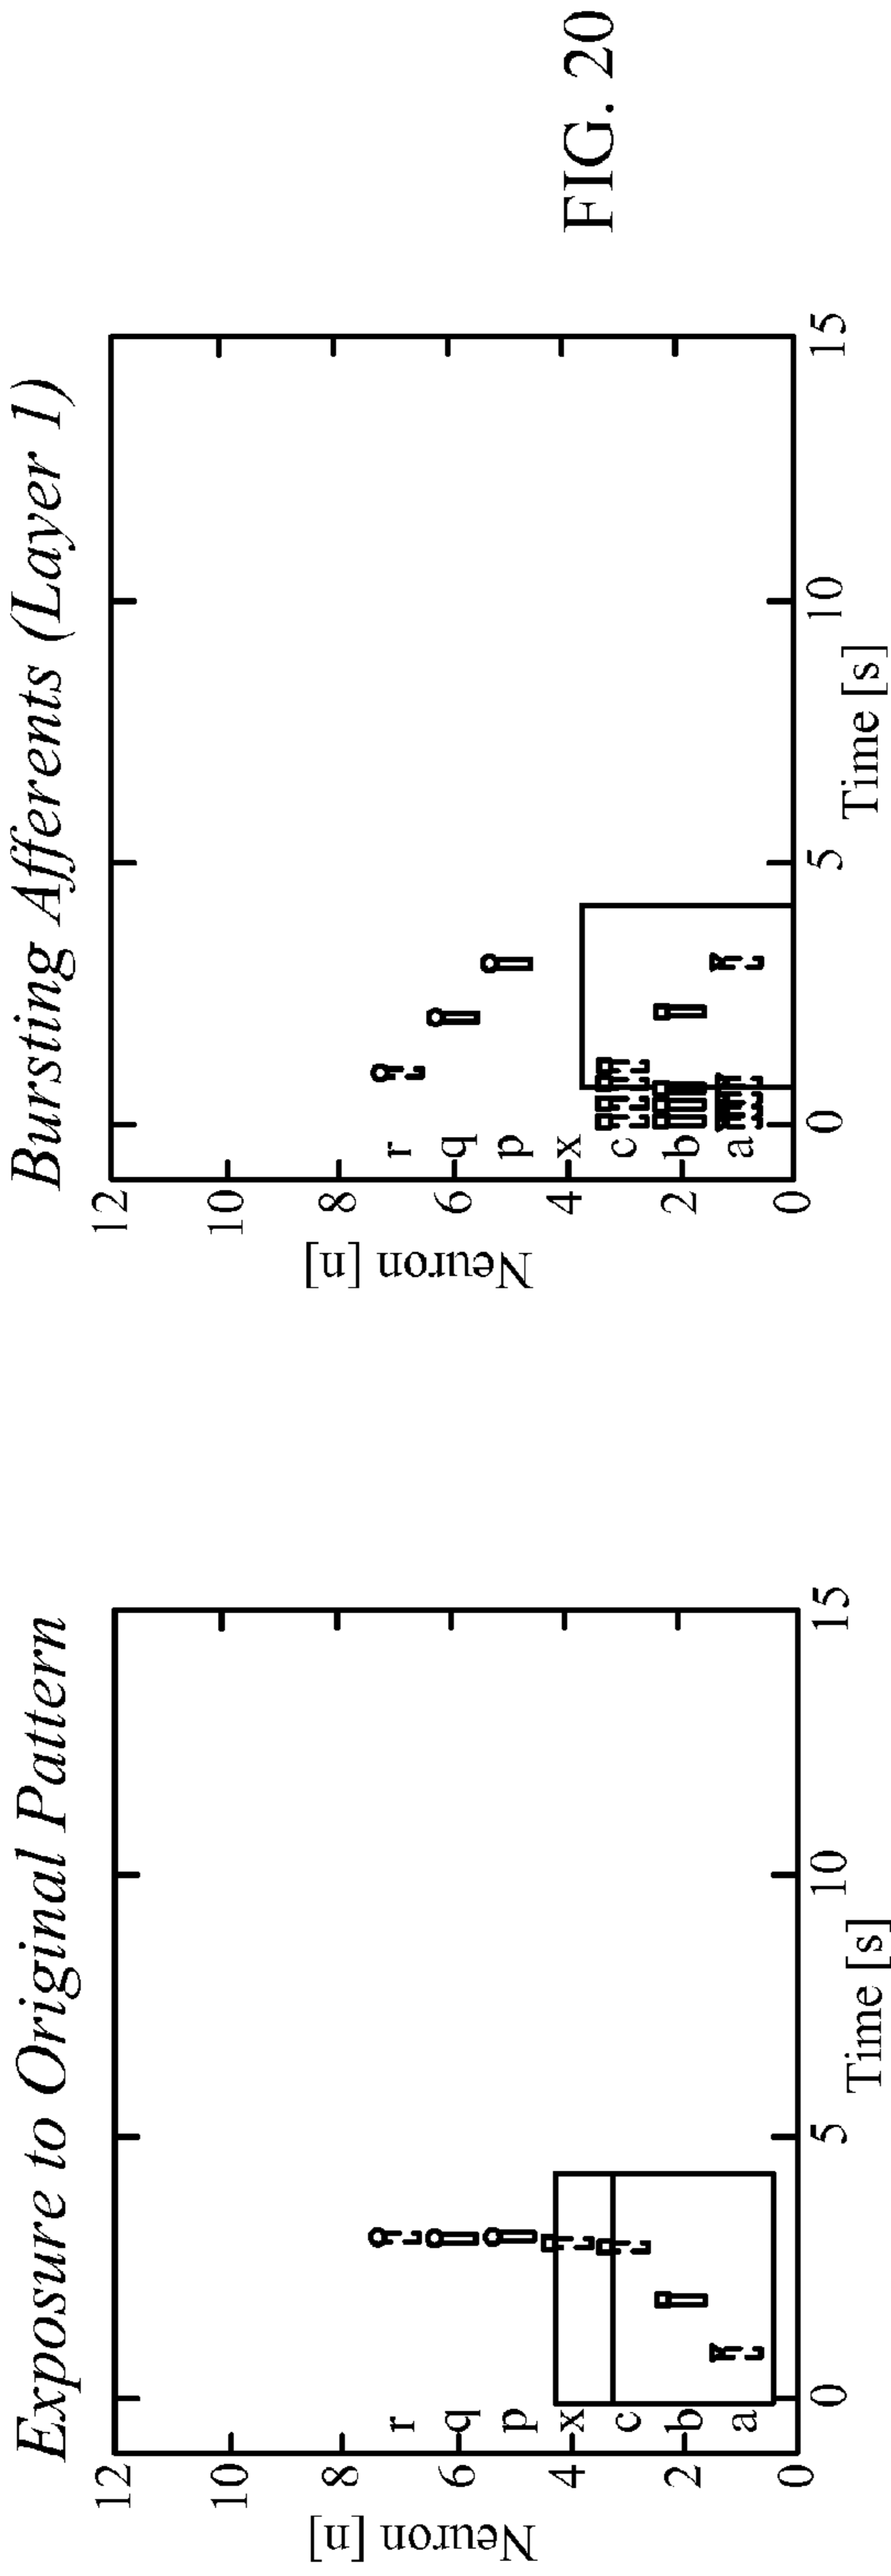 Exposure to Original Pattern
12
10
8
6
4
2
0
Neuron [n]
r
q
p
x
c
b
a
0
5
10
15
Time [s]
Bursting Afferents (Layer 1)
12
10
8
6
4
2
0
Neuron [n]
r
q
p
x
c
b
a
0
5
10
15
Time [s]
FIG. 20